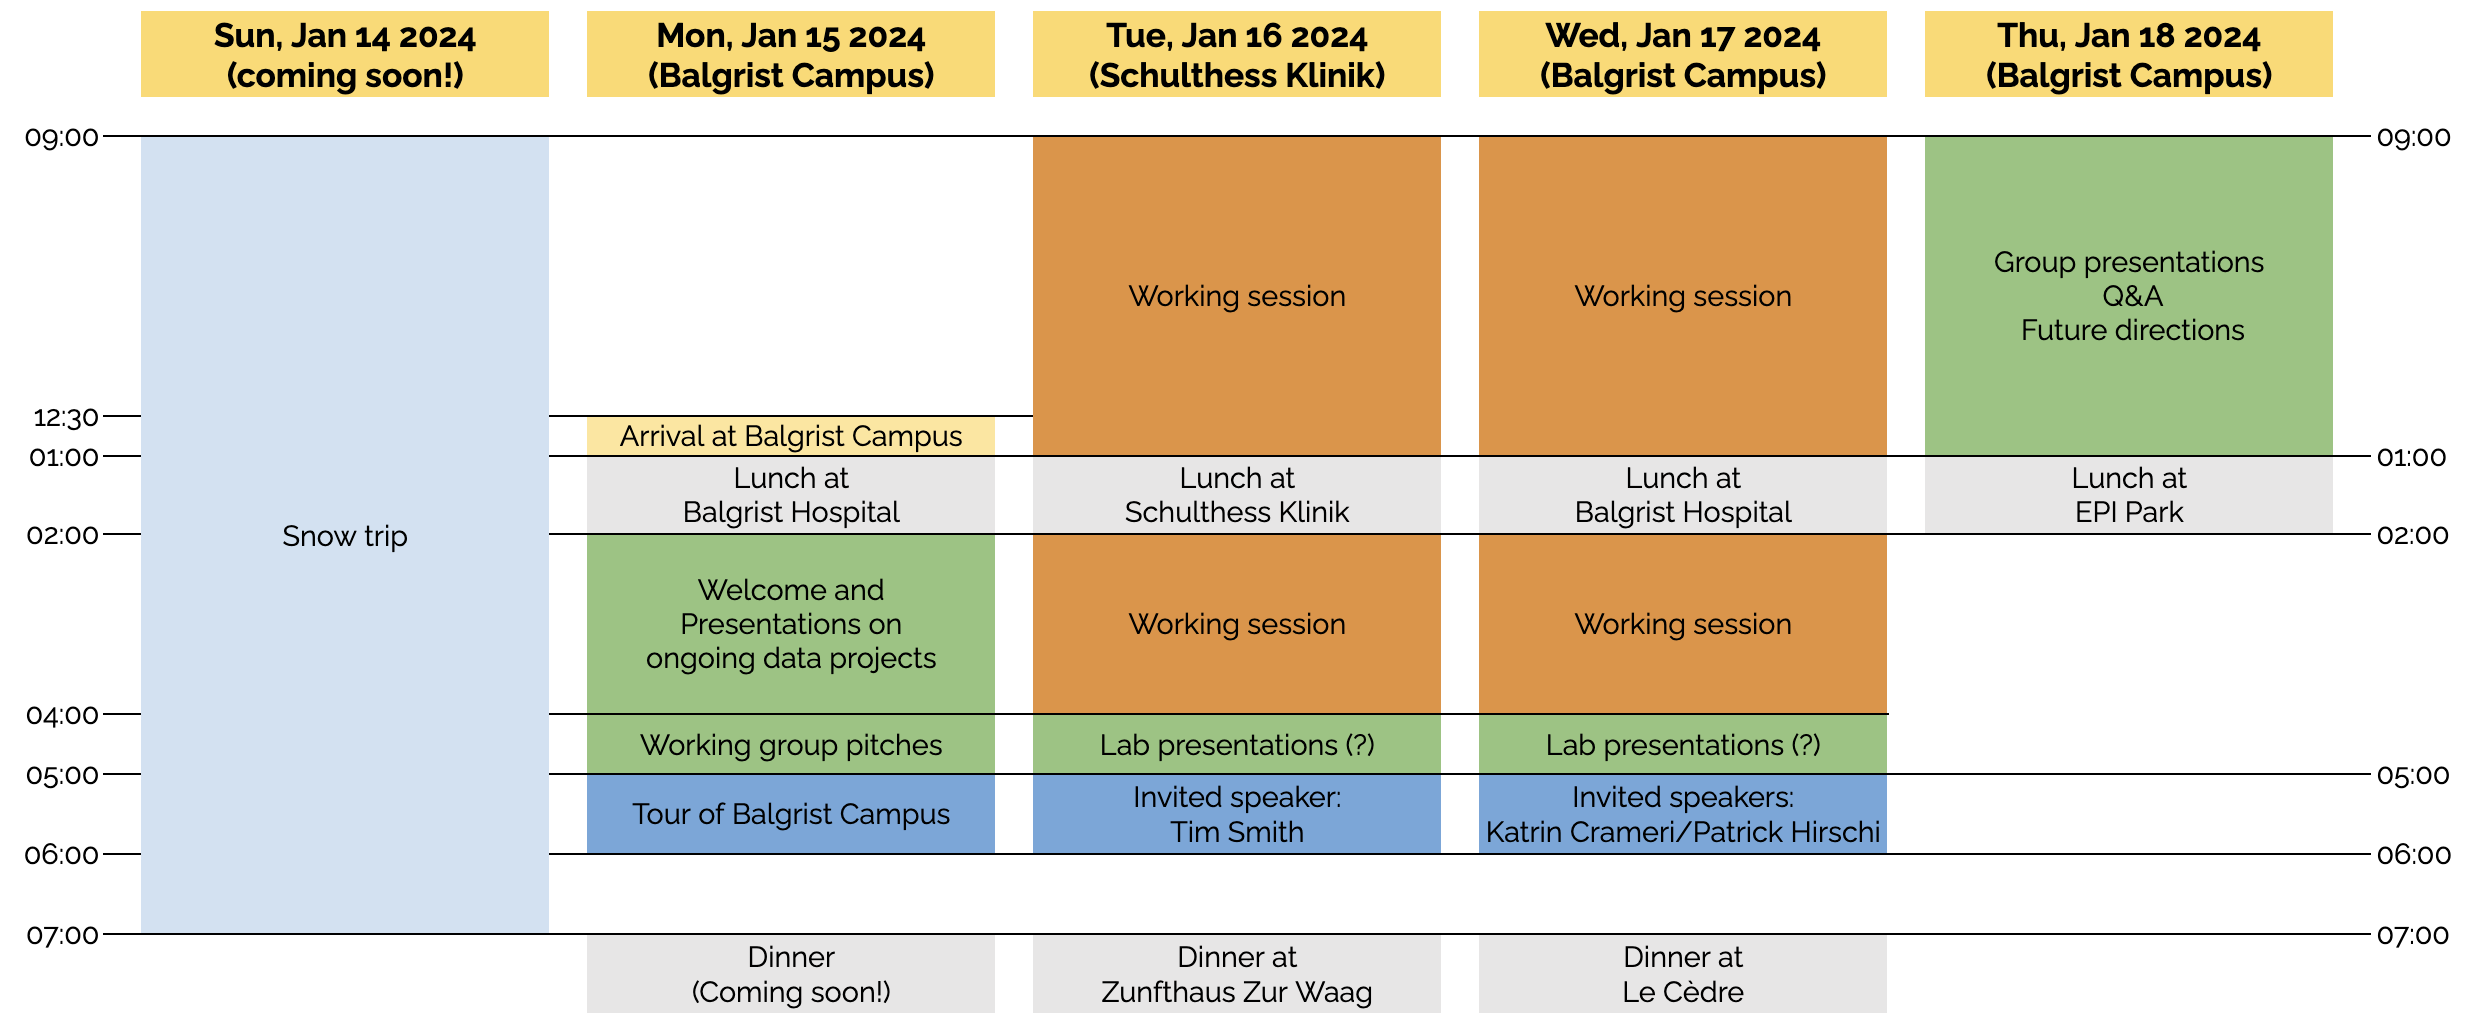 Sun, Jan 14 2024
(coming soon!)
Mon, Jan 15 2024
(Balgrist Campus)
Tue, Jan 16 2024
(Schulthess Klinik)
Wed, Jan 17 2024
(Balgrist Campus)
Thu, Jan 18 2024
(Balgrist Campus)
09:00
09:00
Snow trip
Working session
Working session
Group presentations
Q&A
Future directions
12:30
Arrival at Balgrist Campus
01:00
01:00
Lunch at
Balgrist Hospital
Lunch at
Schulthess Klinik
Lunch at
Balgrist Hospital
Lunch at
EPI Park
02:00
02:00
Welcome and
Presentations on
ongoing data projects
Working session
Working session
04:00
Working group pitches
Lab presentations (?)
Lab presentations (?)
05:00
05:00
Tour of Balgrist Campus
Invited speaker:
Tim Smith
Invited speakers:
Katrin Crameri/Patrick Hirschi
06:00
06:00
07:00
07:00
Dinner
(Coming soon!)
Dinner at
Zunfthaus Zur Waag
Dinner at
Le Cèdre